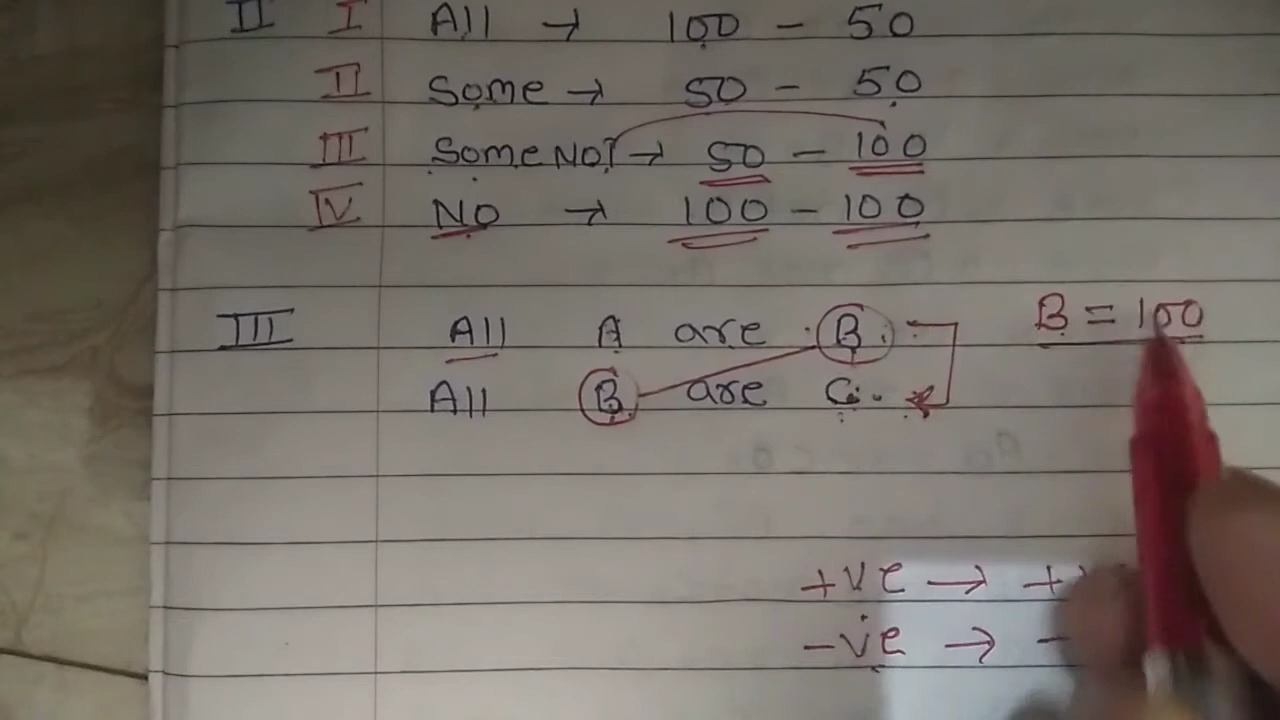 II I All → 100 - 50
II Some → 50 - 50
III Some Not → 50 - 100
IV No → 100 - 100
III All A are B. B = 100
All B are C.
+ve → +
-ve → -